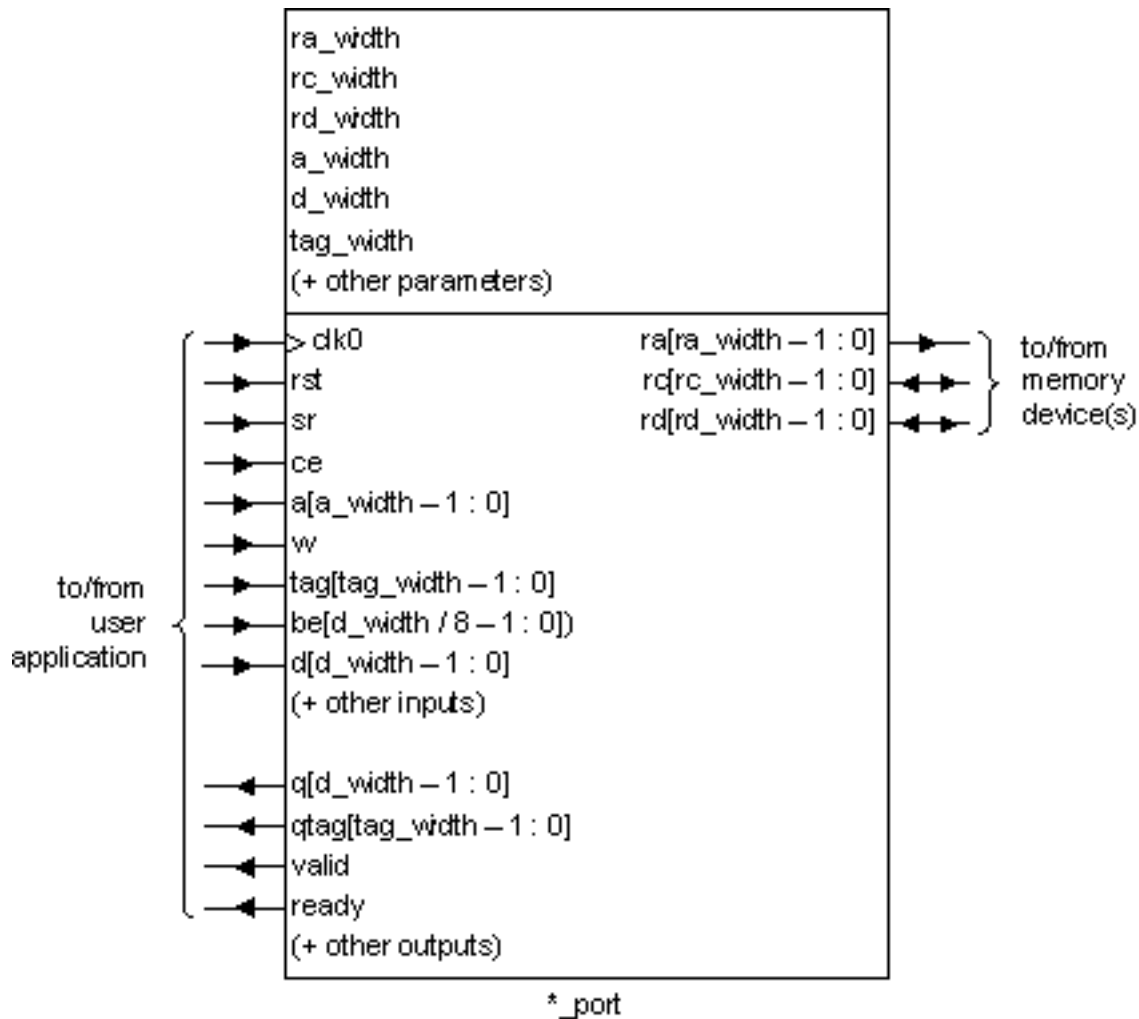 ra_width
rc_width
rd_width
a_width
d_width
tag_width
(+ other parameters)
clk0
rst
sr
ce
a[a_width – 1 : 0]
w
tag[tag_width – 1 : 0]
be[d_width / 8 – 1 : 0])
d[d_width – 1 : 0]
(+ other inputs)
q[d_width – 1 : 0]
qtag[tag_width – 1 : 0]
valid
ready
(+ other outputs)
ra[ra_width – 1 : 0]
rc[rc_width – 1 : 0]
rd[rd_width – 1 : 0]
to/from
user
application
to/from
memory
device(s)
*_port